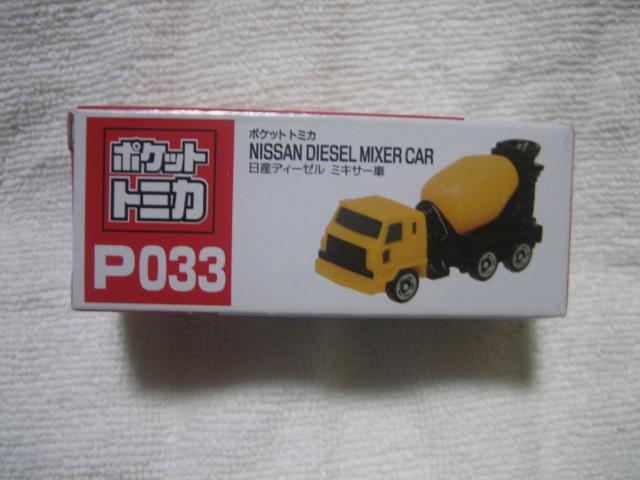 ポケット
トミカ
P033
ポケットトミカ
NISSAN DIESEL MIXER CAR
日産ディーゼル ミキサー車